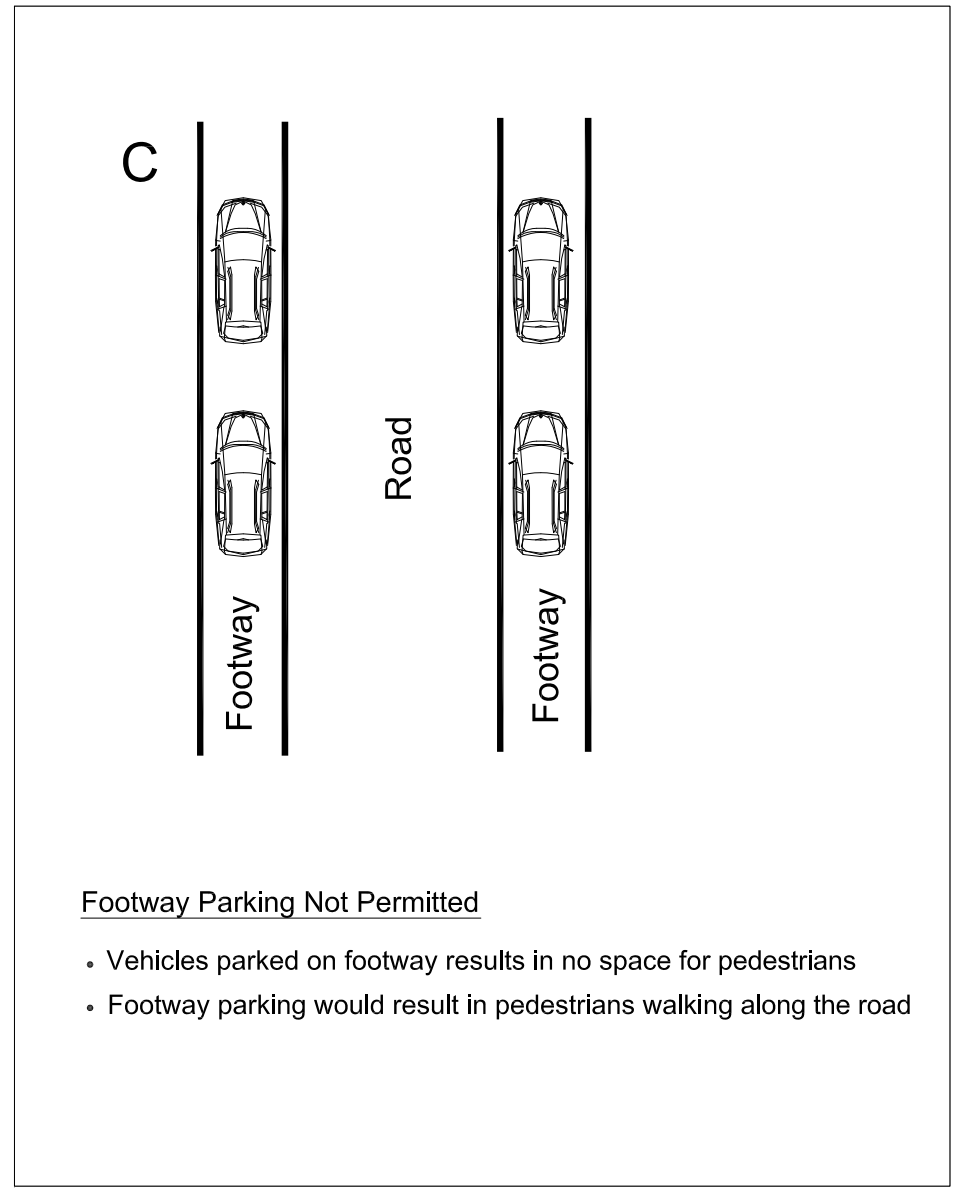 C
Road
Footway
Footway
Footway Parking Not Permitted
• Vehicles parked on footway results in no space for pedestrians
• Footway parking would result in pedestrians walking along the road